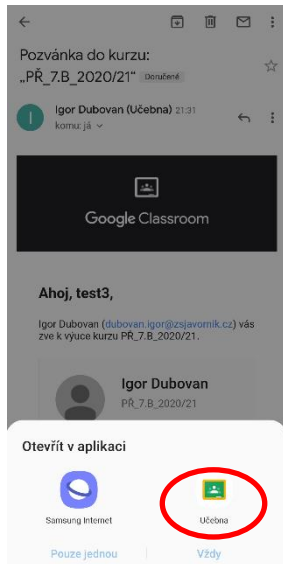 Pozvánka do kurzu:
„PŘ_7.B_2020/21" Doručené
Igor Dubovan (Učebna) 21:31
komu: já
Google Classroom
Ahoj, test3,
Igor Dubovan (dubovan.igor@zsjavornik.cz) vás
zve k výuce kurzu PŘ_7.B_2020/21.
Igor Dubovan
PŘ_7.B_2020/21
Otevřít v aplikaci
Samsung Internet
Učebna
Pouze jednou
Vždy